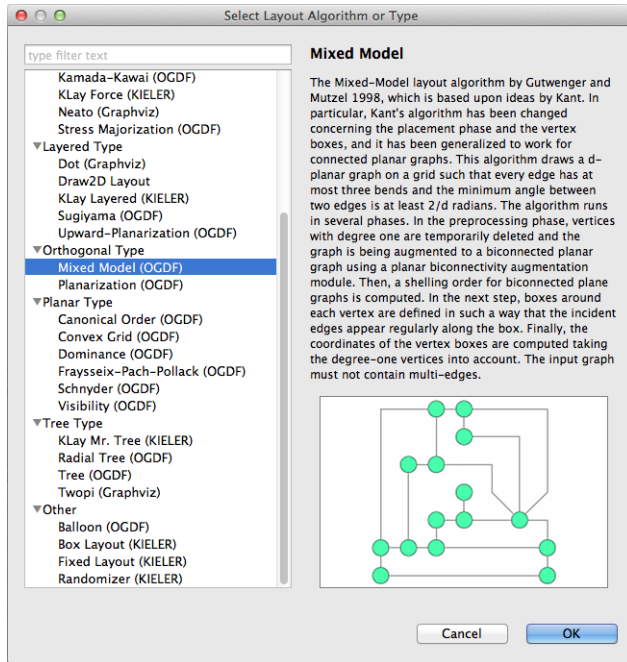 Select Layout Algorithm or Type
type filter text
Kamada-Kawai (OGDF)
KLay Force (KIELER)
Neato (Graphviz)
Stress Majorization (OGDF)
Layered Type
Dot (Graphviz)
Draw2D Layout
KLay Layered (KIELER)
Sugiyama (OGDF)
Upward-Planarization (OGDF)
Orthogonal Type
Mixed Model (OGDF)
Planarization (OGDF)
Planar Type
Canonical Order (OGDF)
Convex Grid (OGDF)
Dominance (OGDF)
Fraysseix-Pach-Pollack (OGDF)
Schnyder (OGDF)
Visibility (OGDF)
Tree Type
KLay Mr. Tree (KIELER)
Radial Tree (OGDF)
Tree (OGDF)
Twopi (Graphviz)
Other
Balloon (OGDF)
Box Layout (KIELER)
Fixed Layout (KIELER)
Randomizer (KIELER)
Mixed Model
The Mixed-Model layout algorithm by Gutwenger and
Mutzel 1998, which is based upon ideas by Kant. In
particular, Kant's algorithm has been changed
concerning the placement phase and the vertex
boxes, and it has been generalized to work for
connected planar graphs. This algorithm draws a d-
planar graph on a grid such that every edge has at
most three bends and the minimum angle between
two edges is at least 2/d radians. The algorithm runs
in several phases. In the preprocessing phase, vertices
with degree one are temporarily deleted and the
graph is being augmented to a biconnected planar
graph using a planar biconnectivity augmentation
module. Then, a shelling order for biconnected plane
graphs is computed. In the next step, boxes around
each vertex are defined in such a way that the incident
edges appear regularly along the box. Finally, the
coordinates of the vertex boxes are computed taking
the degree-one vertices into account. The input graph
must not contain multi-edges.
Cancel
OK